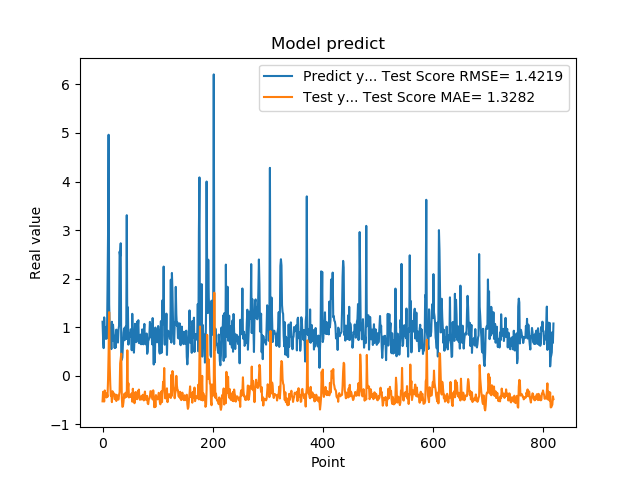 Model predict
Predict y... Test Score RMSE= 1.4219
Test y... Test Score MAE= 1.3282
Real value
6
5
4
3
2
1
0
−1
0 200 400 600 800
Point